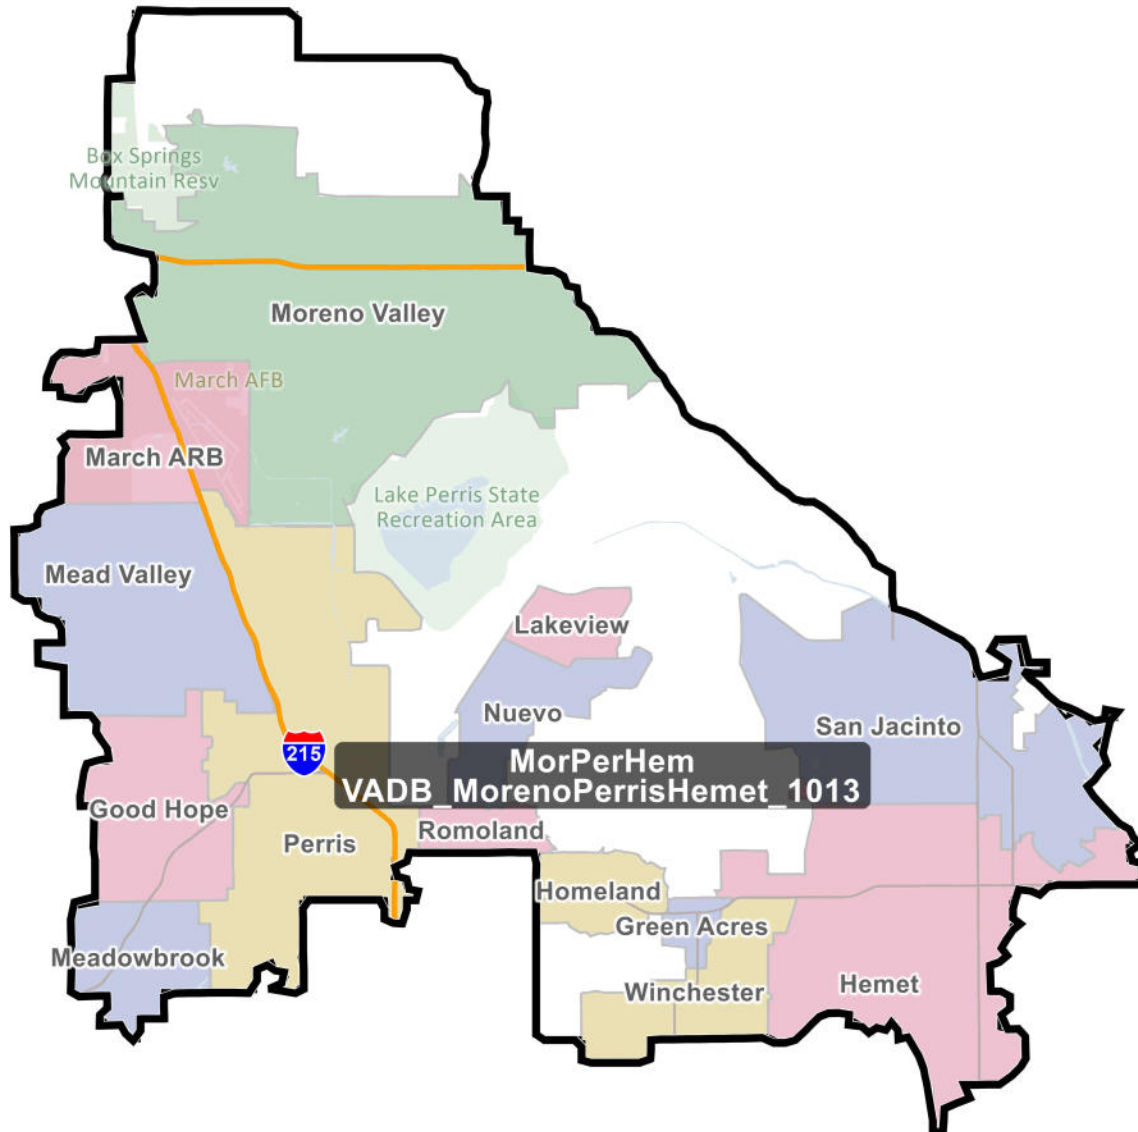 Box Springs
Mountain Resv
Moreno Valley
March AFB
March ARB
Lake Perris State
Recreation Area
Mead Valley
Lakeview
Nuevo
San Jacinto
215
MorPerHem
VADB_MorenoPerrisHemet_1013
Good Hope
Perris
Romoland
Homeland
Green Acres
Meadowbrook
Winchester
Hemet